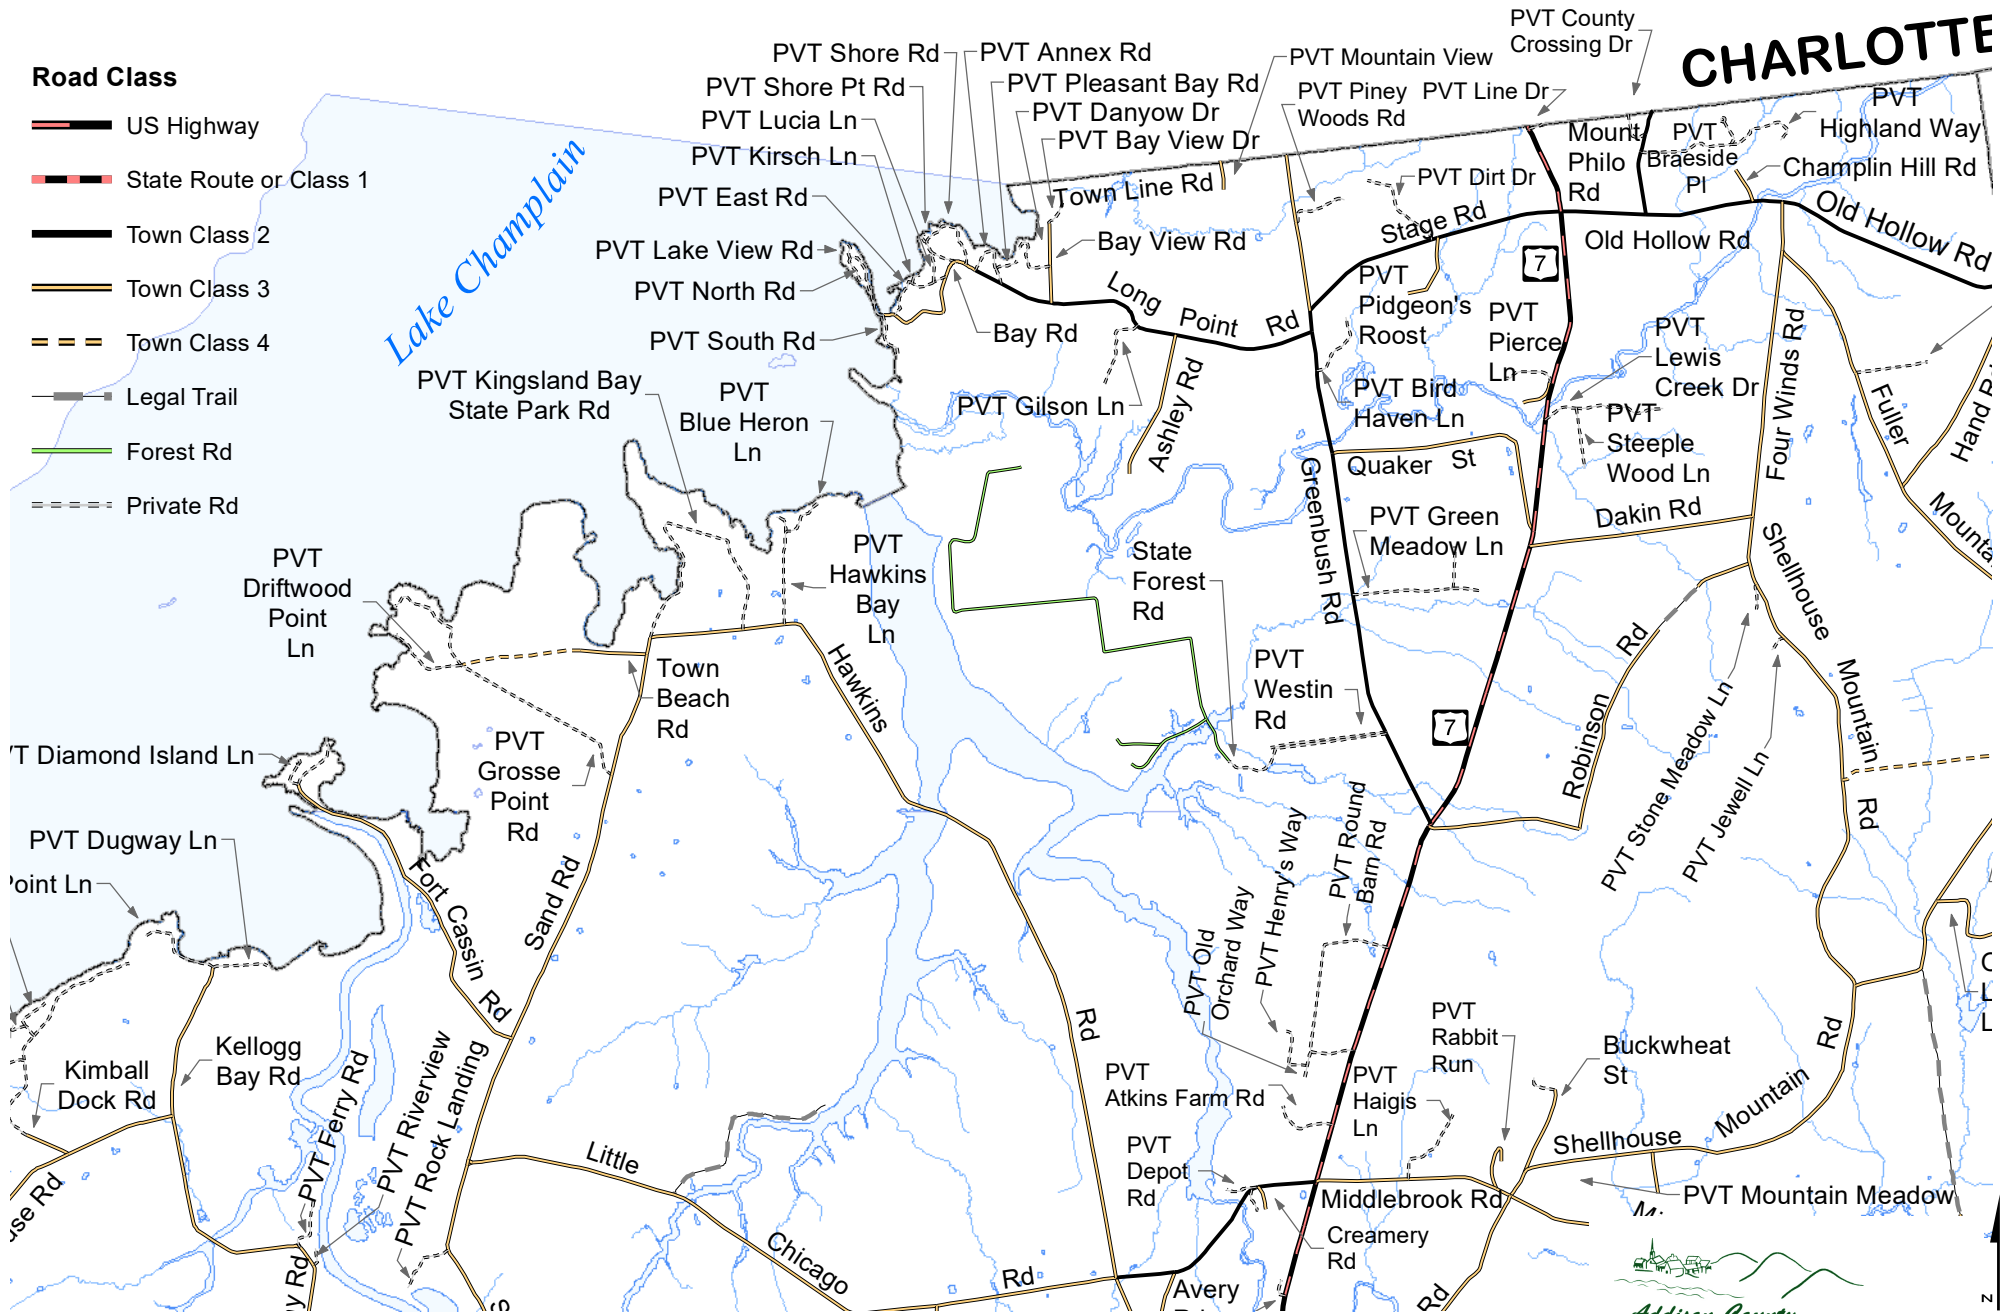 CHARLOTTE
Road Class
US Highway
State Route or Class 1
Town Class 2
Town Class 3
Town Class 4
Legal Trail
Forest Rd
Private Rd
Lake Champlain
PVT Shore Rd
PVT Shore Pt Rd
PVT Lucia Ln
PVT Kirsch Ln
PVT East Rd
PVT Lake View Rd
PVT North Rd
PVT South Rd
PVT Annex Rd
PVT Pleasant Bay Rd
PVT Danyow Dr
PVT Bay View Dr
PVT Mountain View
PVT Piney
Woods Rd
PVT Line Dr
PVT County
Crossing Dr
Mount
Philo
Rd
PVT
Braeside
Pl
PVT
Highland Way
Champlin Hill Rd
Town Line Rd
Bay View Rd
PVT Dirt Dr
Stage Rd
Old Hollow Rd
Old Hollow Rd
7
Long
Point
Rd
Bay Rd
PVT
Pidgeon's
Roost
PVT
Pierce
Ln
PVT
Lewis
Creek Dr
PVT Kingsland Bay
State Park Rd
PVT
Blue Heron
Ln
PVT Gilson Ln
Ashley Rd
PVT Bird
Haven Ln
PVT
Steeple
Wood Ln
Four Winds Rd
Fuller
Hand R
Quaker St
Greenbush Rd
Dakin Rd
PVT Green
Meadow Ln
Shellhouse
Mountain
Rd
Mounta
PVT
Driftwood
Point
Ln
PVT
Hawkins
Bay
Ln
State
Forest
Rd
Town
Beach
Rd
Hawkins
Rd
PVT
Westin
Rd
7
Robinson
Rd
PVT Stone Meadow Ln
PVT Jewell Ln
VT Diamond Island Ln
PVT
Grosse
Point
Rd
PVT Dugway Ln
Point Ln
Fort Cassin Rd
Sand Rd
PVT Round
Barn Rd
PVT Henry's Way
PVT Old
Orchard Way
Kimball
Dock Rd
Kellogg
Bay Rd
PVT Ferry Rd
PVT Riverview
PVT Rock Landing
PVT
Atkins Farm Rd
PVT
Haigis
Ln
PVT
Rabbit
Run
Buckwheat
St
Shellhouse
Mountain
Rd
PVT
Depot
Rd
Middlebrook Rd
PVT Mountain Meadow
Creamery
Rd
Little
Chicago
Rd
Avery
use Rd
y Rd
Rd
Addison County